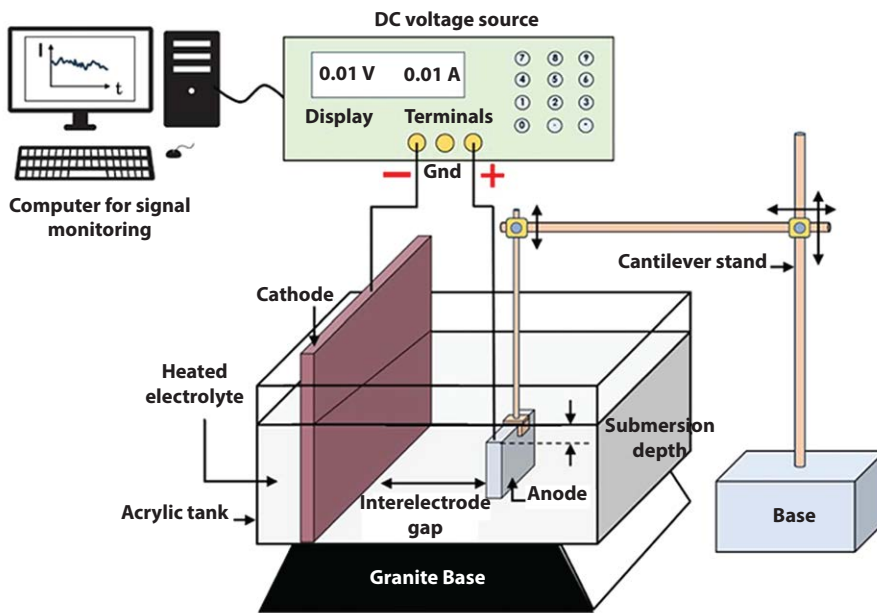 DC voltage source
I
t
0.01 V 0.01 A
Display Terminals
7 8 9
4 5 6
1 2 3
0 . -
− Gnd +
Computer for signal
monitoring
Cantilever stand
Cathode
Heated
electrolyte
Submersion
depth
Interelectrode
gap
Anode
Acrylic tank
Base
Granite Base